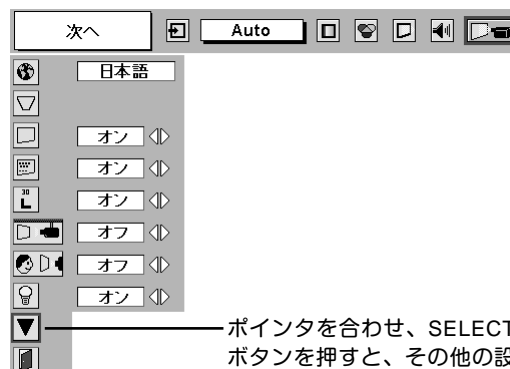 次へ
Auto
日本語
オン
オン
30
L
オン
オフ
オフ
オン
ポインタを合わせ、SELECT
ボタンを押すと、その他の設